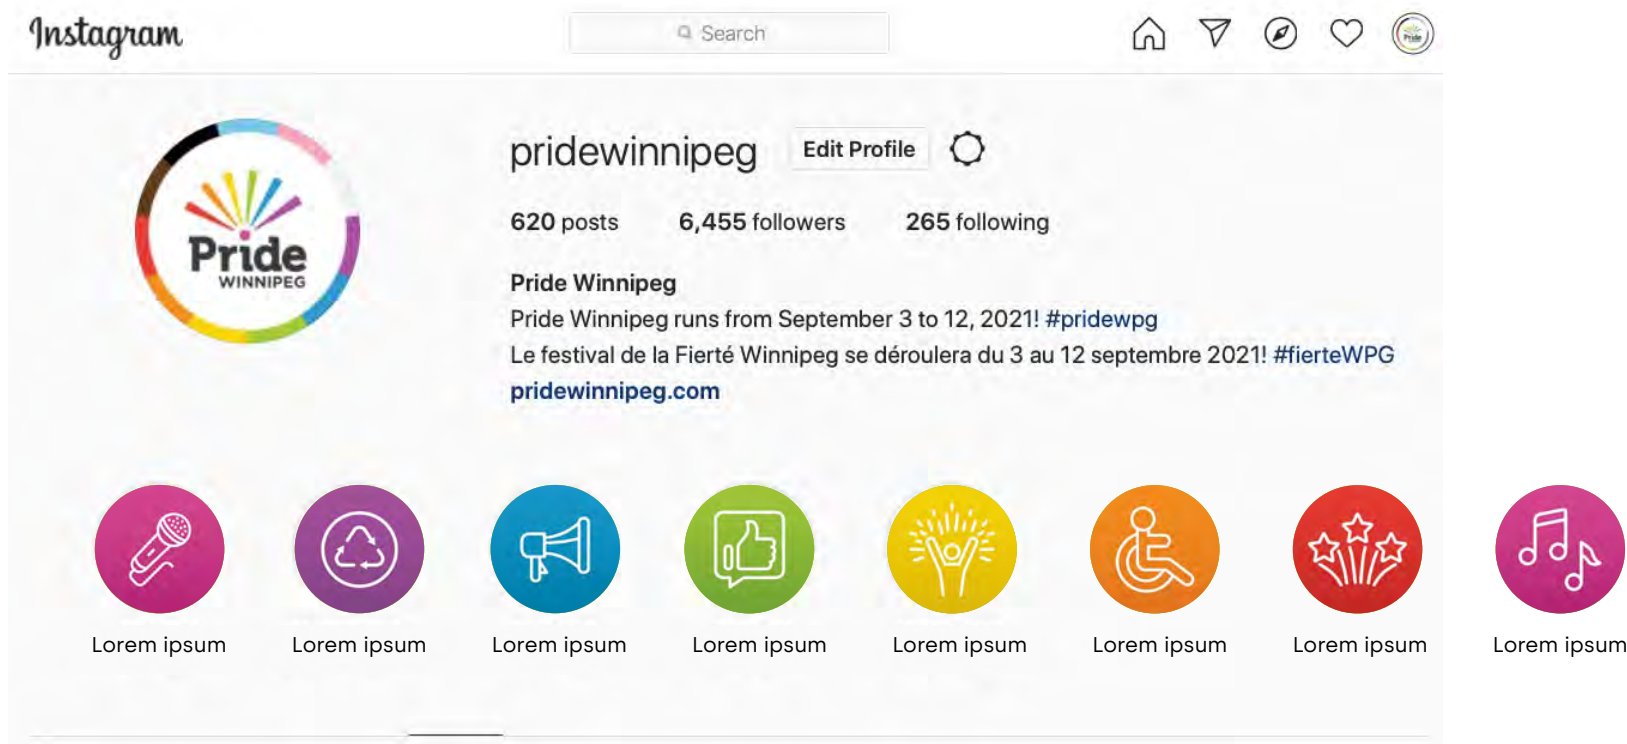 Instagram
Search
Pride
Pride
WINNIPEG
pridewinnipeg
Edit Profile
620 posts
6,455 followers
265 following
Pride Winnipeg
Pride Winnipeg runs from September 3 to 12, 2021! #pridewpg
Le festival de la Fierté Winnipeg se déroulera du 3 au 12 septembre 2021! #fierteWPG
pridewinnipeg.com
Lorem ipsum
Lorem ipsum
Lorem ipsum
Lorem ipsum
Lorem ipsum
Lorem ipsum
Lorem ipsum
Lorem ipsum